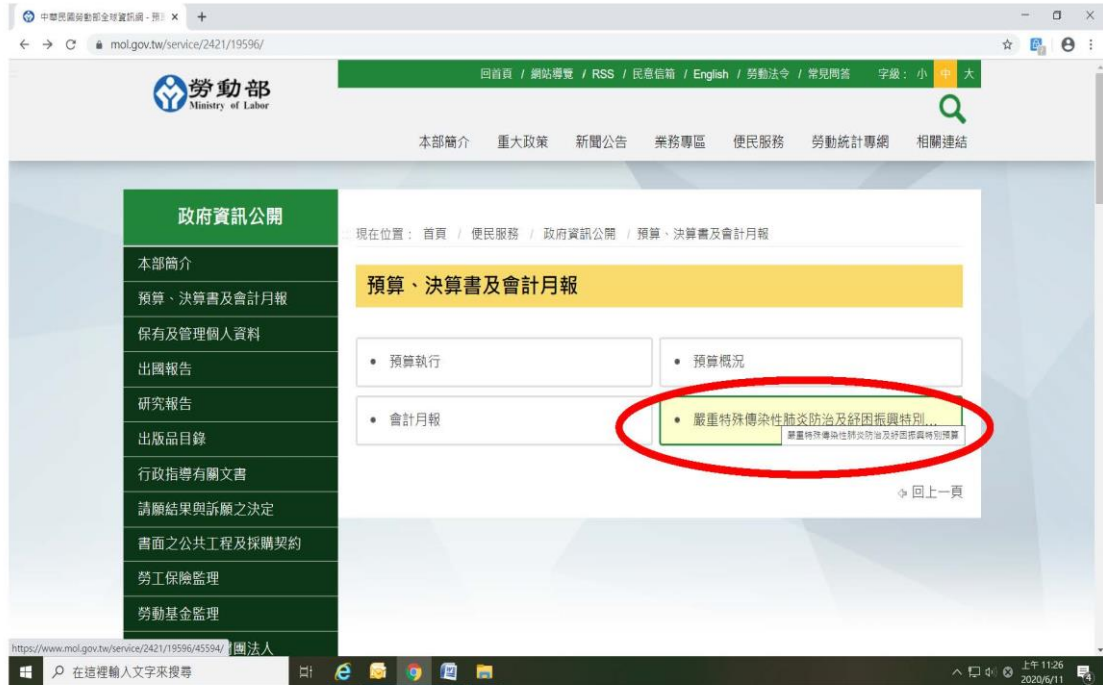 中華民國勞動部全球資訊網 - 預
mol.gov.tw/service/2421/19596/
勞動部
Ministry of Labor
回首頁 / 網站導覽 / RSS / 民意信箱 / English / 勞動法令 / 常見問答 字級： 小 中 大
本部簡介 重大政策 新聞公告 業務專區 便民服務 勞動統計專網 相關連結
政府資訊公開
本部簡介
預算、決算書及會計月報
保有及管理個人資料
出國報告
研究報告
出版品目錄
行政指導有關文書
請願結果與訴願之決定
書面之公共工程及採購契約
勞工保險監理
勞動基金監理
團法人
現在位置： 首頁 / 便民服務 / 政府資訊公開 / 預算、決算書及會計月報
預算、決算書及會計月報
• 預算執行
• 預算概況
• 會計月報
• 嚴重特殊傳染性肺炎防治及紓困振興特別...
嚴重特殊傳染性肺炎防治及紓困振興特別預算
回上一頁
https://www.mol.gov.tw/service/2421/19596/45594/
在這裡輸入文字來搜尋
上午 11:26
2020/6/11